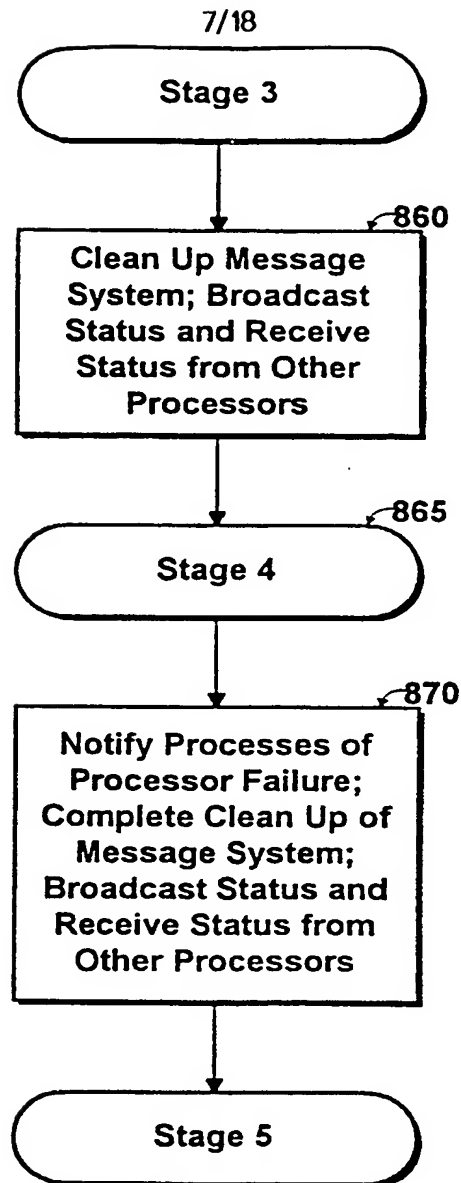 7/18
Stage 3
860
Clean Up Message
System; Broadcast
Status and Receive
Status from Other
Processors
865
Stage 4
870
Notify Processes of
Processor Failure;
Complete Clean Up of
Message System;
Broadcast Status and
Receive Status from
Other Processors
Stage 5